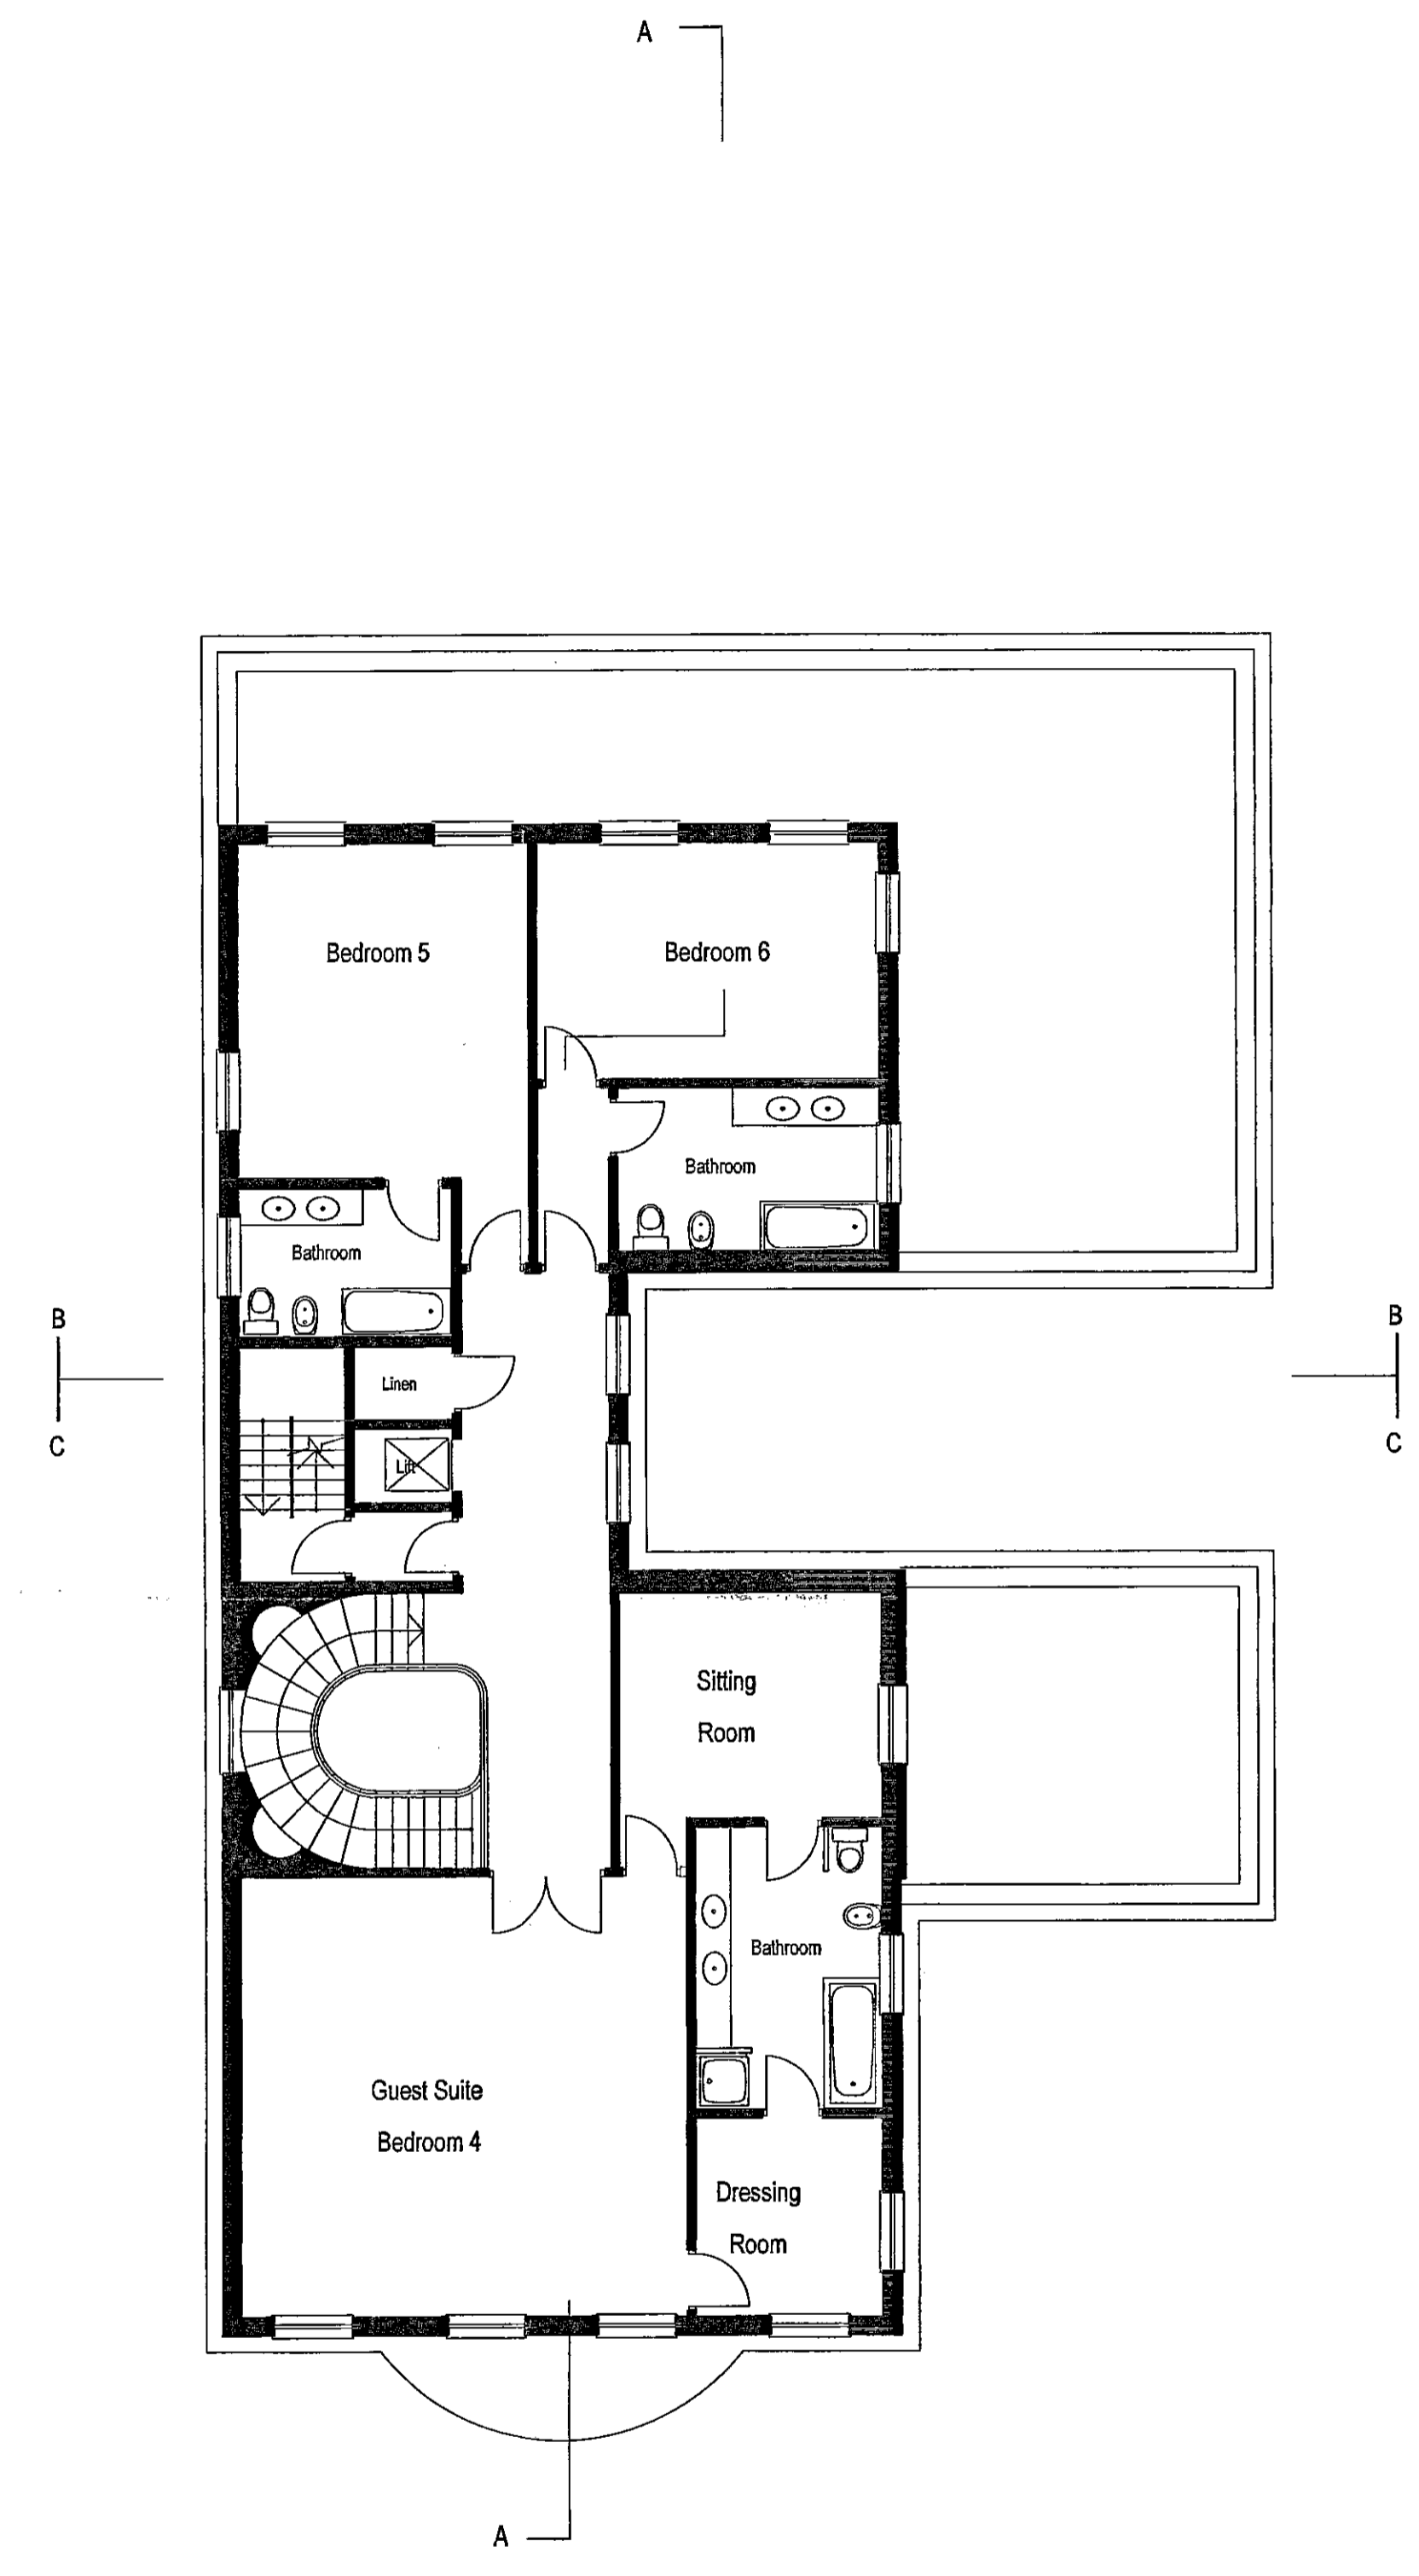 A
Bedroom 5
Bedroom 6
Bathroom
Bathroom
B
B
Linen
C
C
Lift
Sitting
Room
Bathroom
Guest Suite
Bedroom 4
Dressing
Room
A